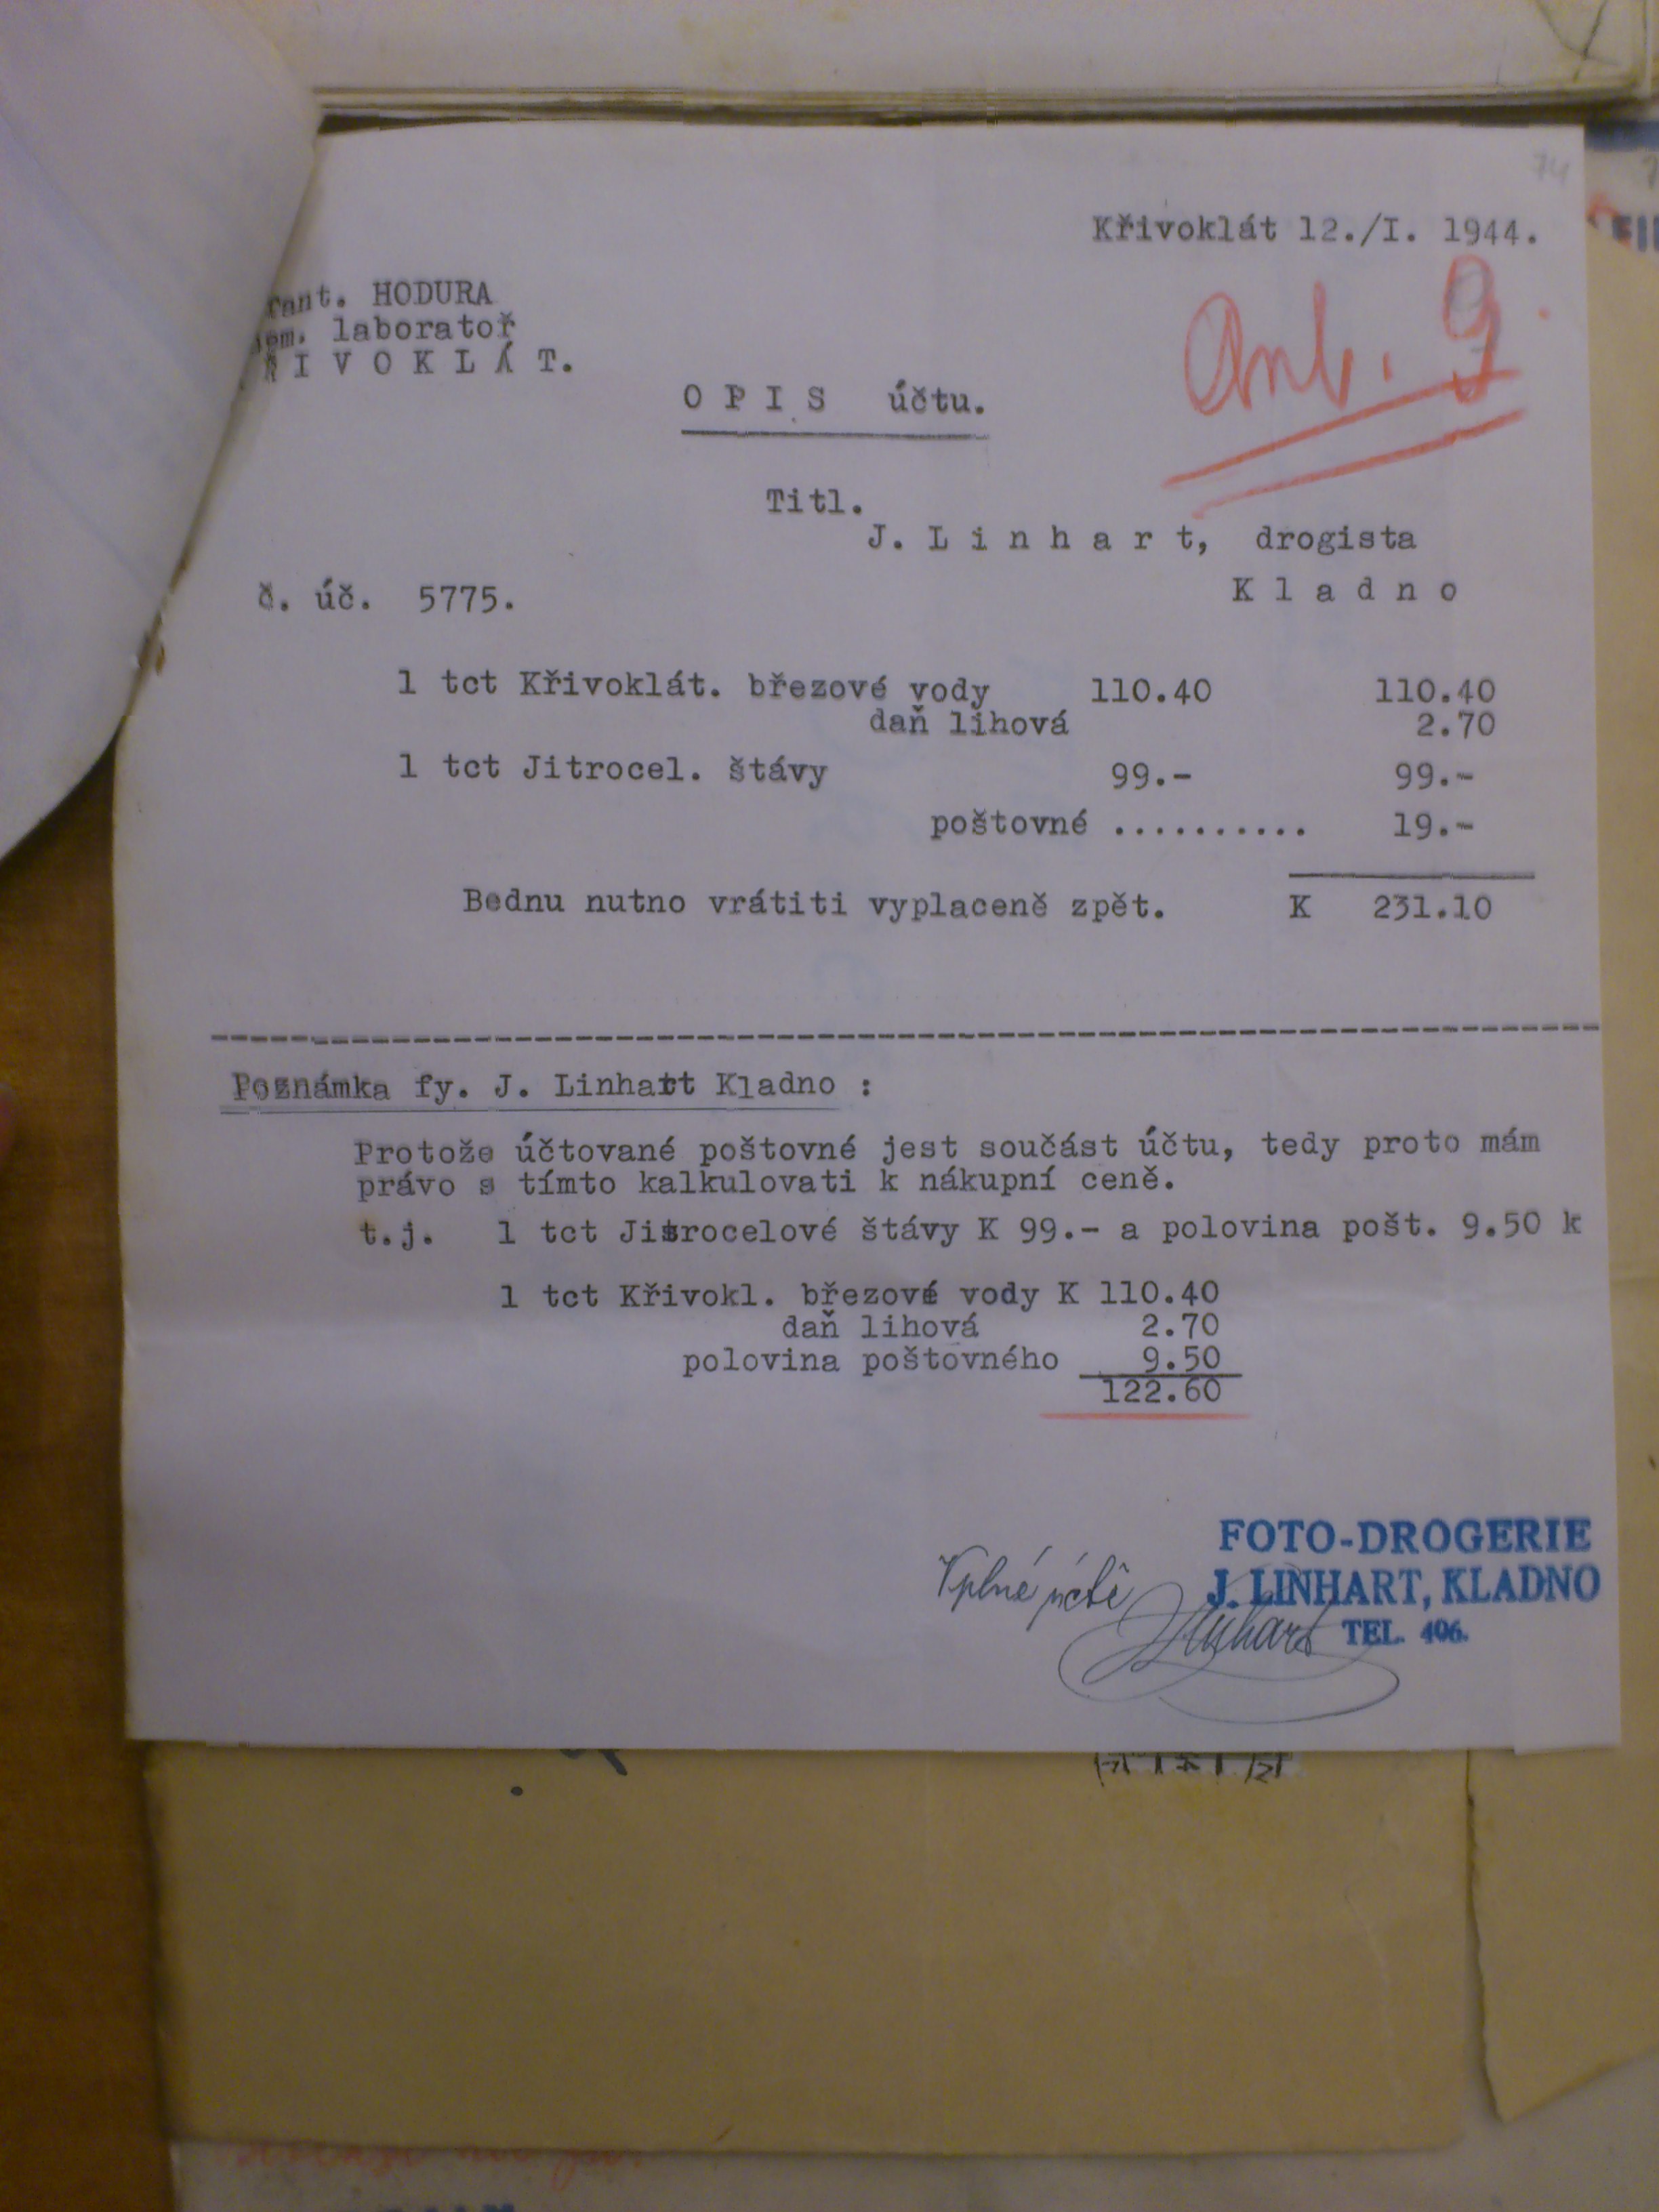 74
Křivoklát 12./I. 1944.
rant. HODURA
em. laboratoř
ŘIVOKLÁT.
Anl. 9
OPIS účtu.
Titl.
J. Linhart, drogista
Kladno
č. úč. 5775.
1 tct Křivoklát. březové vody 110.40 110.40
daň lihová 2.70
1 tct Jitrocel. štávy 99.- 99.-
poštovné .......... 19.-
Bednu nutno vrátiti vyplaceně zpět. K 231.10
Poznámka fy. J. Linhart Kladno :
Protože účtované poštovné jest součást účtu, tedy proto mám
právo s tímto kalkulovati k nákupní ceně.
t.j. 1 tct Jitrocelové štávy K 99.- a polovina pošt. 9.50 k
1 tct Křivokl. březové vody K 110.40
daň lihová 2.70
polovina poštovného 9.50
122.60
FOTO-DROGERIE
V plné úctě J. LINHART, KLADNO
Linhart TEL. 406.